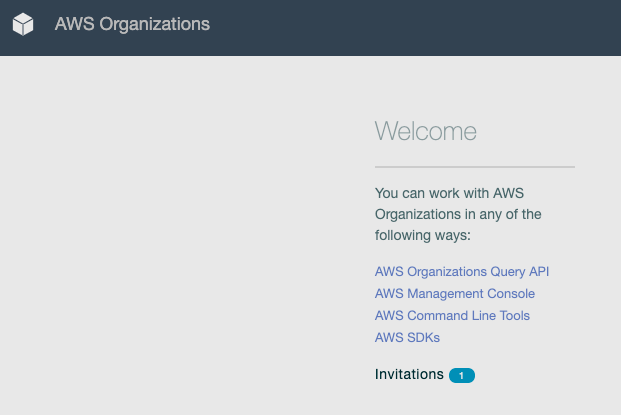 AWS Organizations
Welcome
You can work with AWS
Organizations in any of the
following ways:
AWS Organizations Query API
AWS Management Console
AWS Command Line Tools
AWS SDKs
Invitations 1